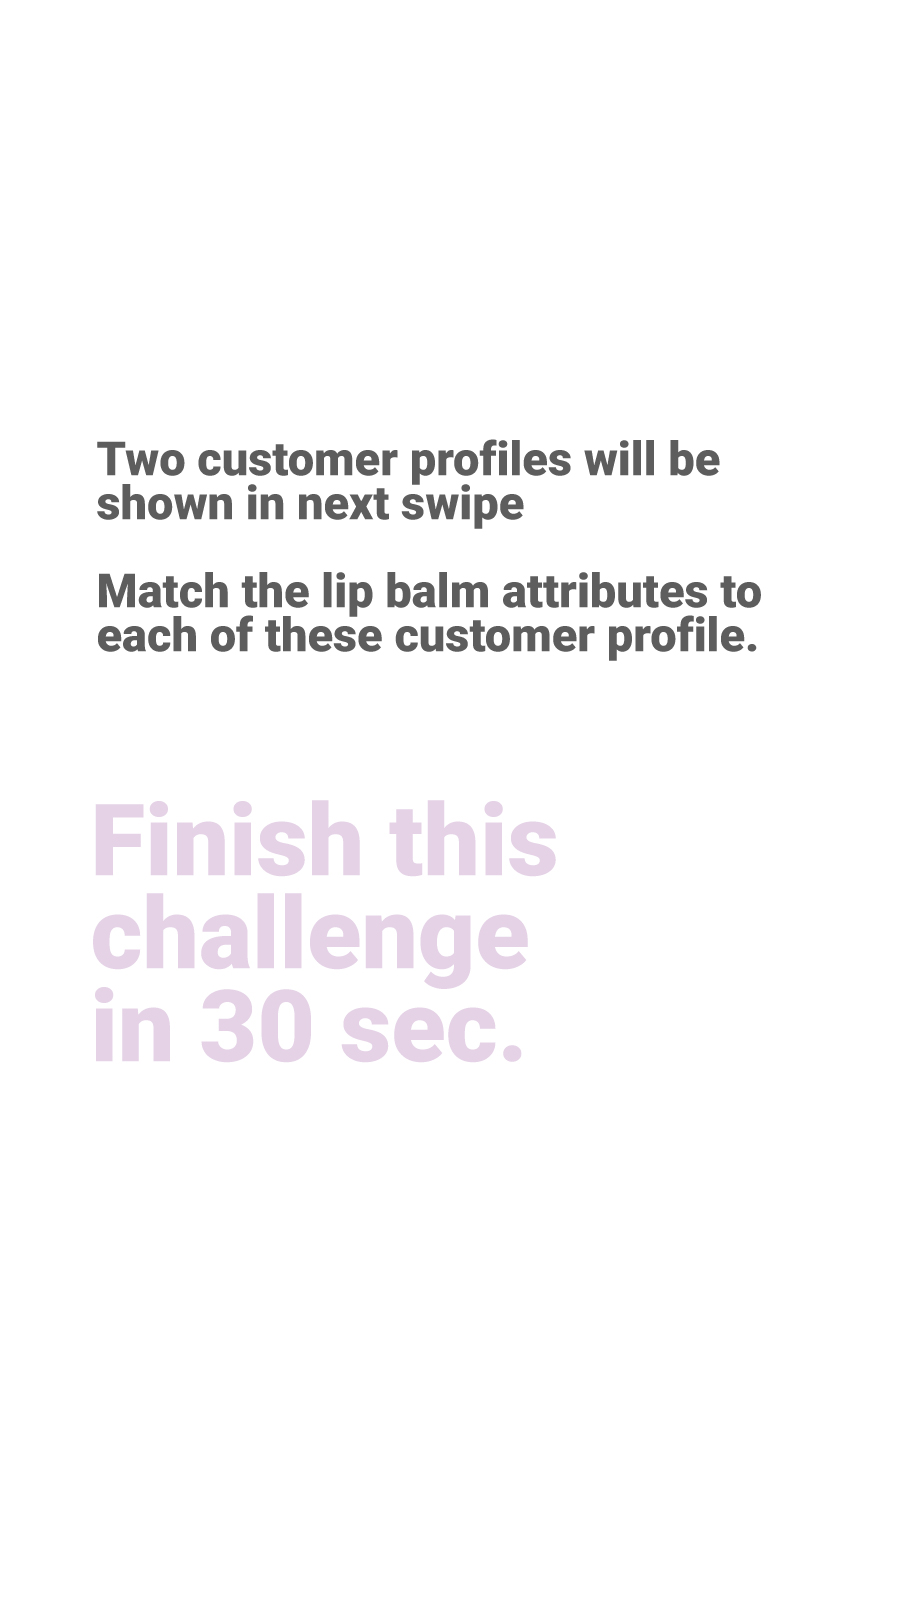 Two customer profiles will be
shown in next swipe
Match the lip balm attributes to
each of these customer profile.
Finish this
challenge
in 30 sec.